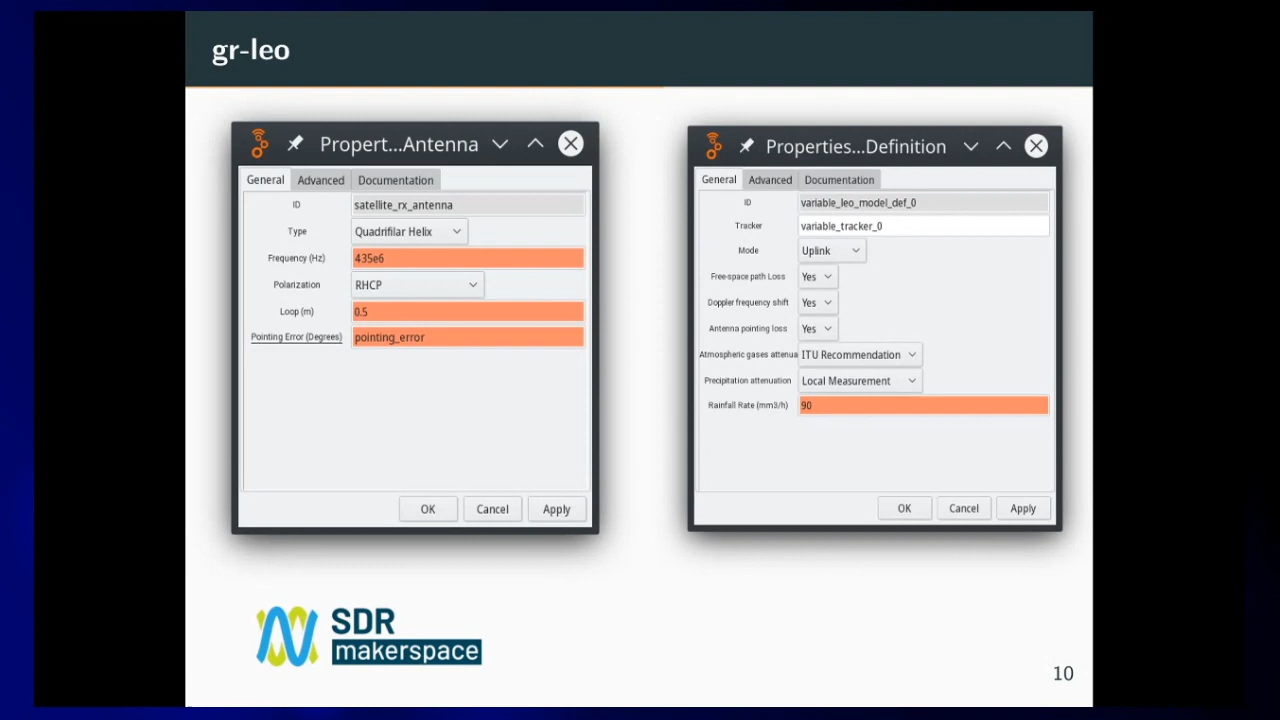 gr-leo
Propert...Antenna
General Advanced Documentation
ID satellite_rx_antenna
Type Quadrifilar Helix
Frequency (Hz) 435e6
Polarization RHCP
Loop (m) 0.5
Pointing Error (Degrees) pointing_error
OK Cancel Apply
Properties...Definition
General Advanced Documentation
ID variable_leo_model_def_0
Tracker variable_tracker_0
Mode Uplink
Free-space path Loss Yes
Doppler frequency shift Yes
Antenna pointing loss Yes
Atmospheric gases attenua ITU Recommendation
Precipitation attenuation Local Measurement
Rainfall Rate (mm3/h) 90
OK Cancel Apply
SDR
makerspace
10